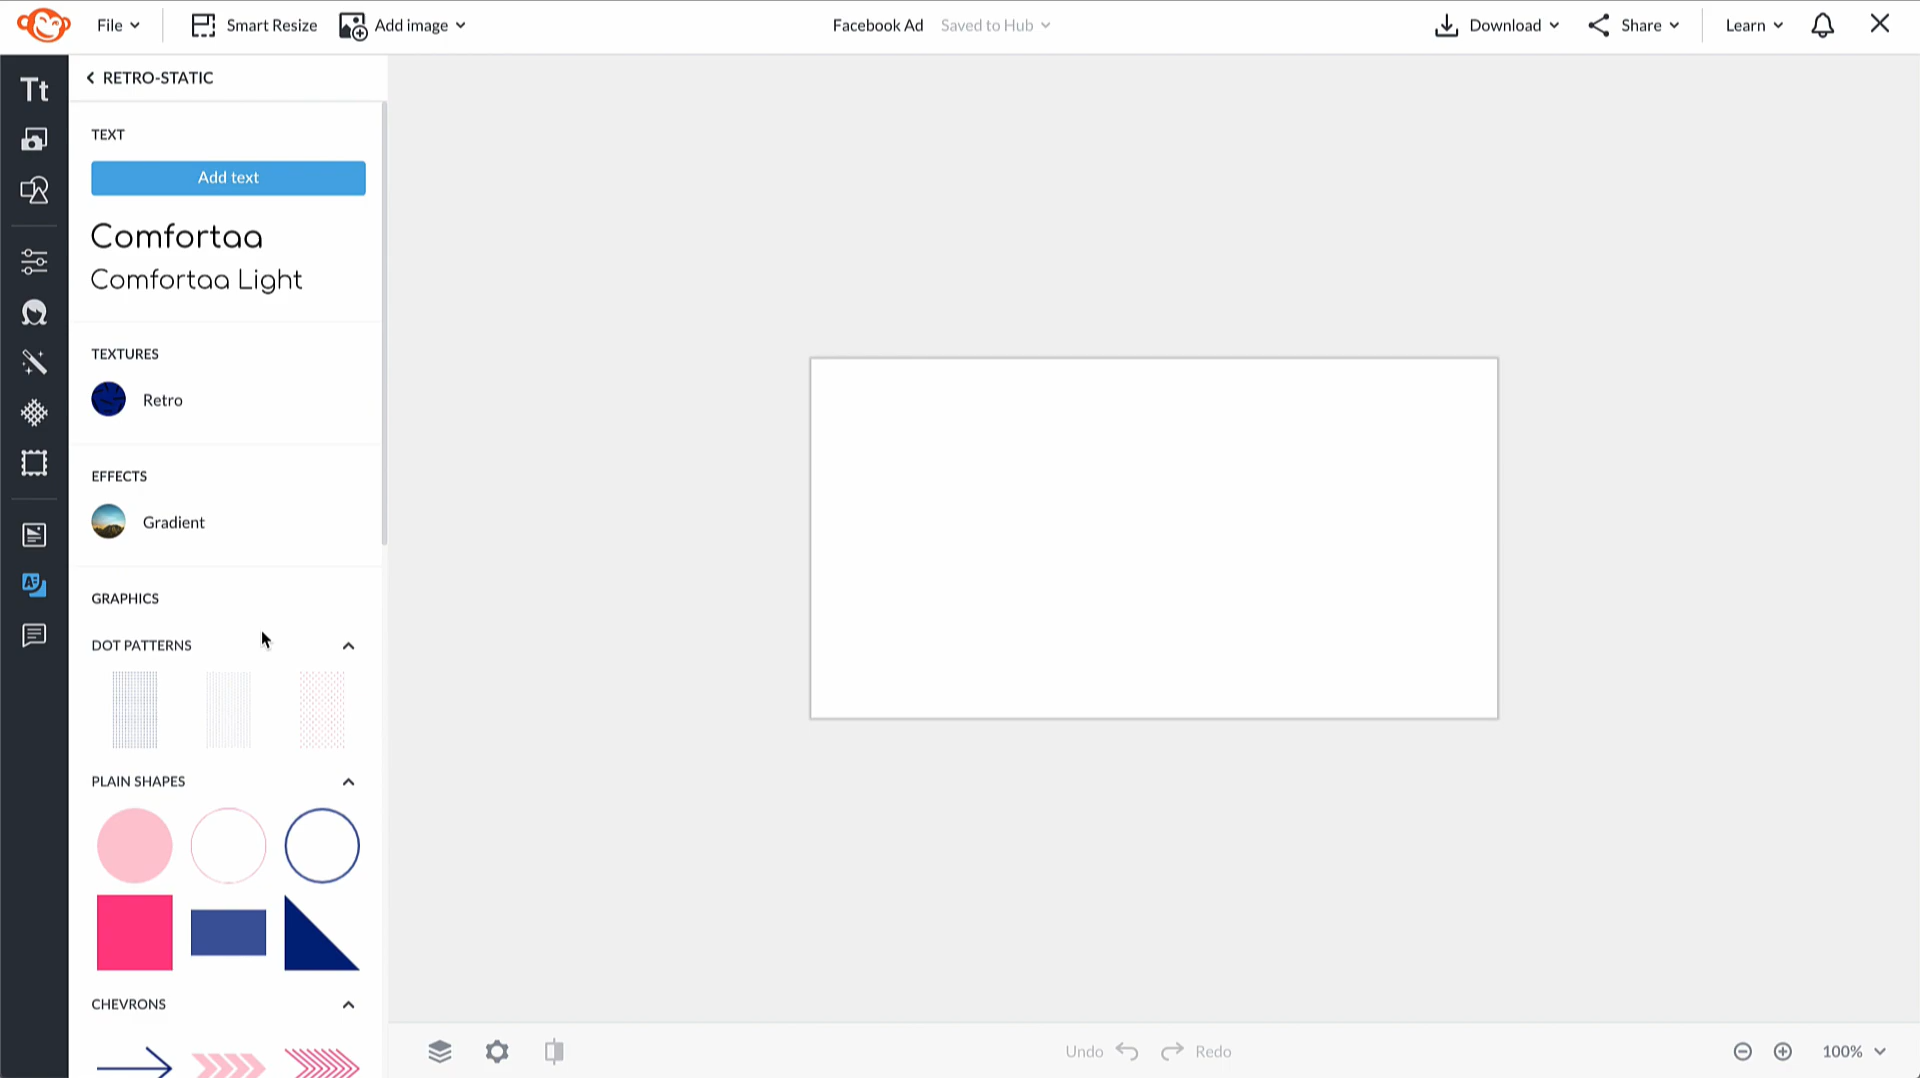 File
Smart Resize
Add image
Facebook Ad
Saved to Hub
Download
Share
Learn
Tt
RETRO-STATIC
TEXT
Add text
Comfortaa
Comfortaa Light
TEXTURES
Retro
EFFECTS
Gradient
GRAPHICS
DOT PATTERNS
PLAIN SHAPES
CHEVRONS
Undo
Redo
100%